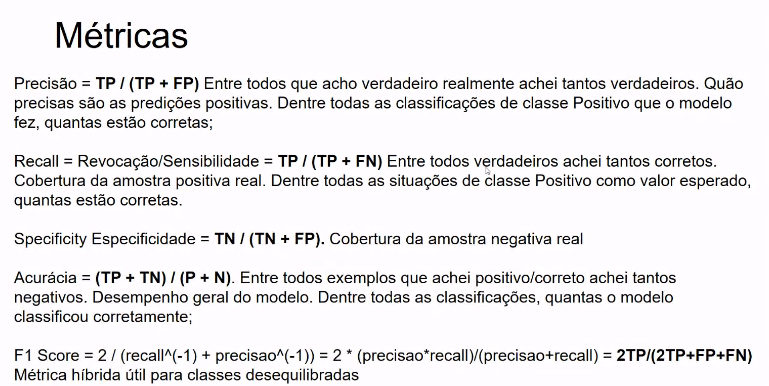 Métricas
Precisão = TP / (TP + FP) Entre todos que acho verdadeiro realmente achei tantos verdadeiros. Quão
precisas são as predições positivas. Dentre todas as classificações de classe Positivo que o modelo
fez, quantas estão corretas;
Recall = Revocação/Sensibilidade = TP / (TP + FN) Entre todos verdadeiros achei tantos corretos.
Cobertura da amostra positiva real. Dentre todas as situações de classe Positivo como valor esperado,
quantas estão corretas.
Specificity Especificidade = TN / (TN + FP). Cobertura da amostra negativa real
Acurácia = (TP + TN) / (P + N). Entre todos exemplos que achei positivo/correto achei tantos
negativos. Desempenho geral do modelo. Dentre todas as classificações, quantas o modelo
classificou corretamente;
F1 Score = 2 / (recall^(-1) + precisao^(-1)) = 2 * (precisao*recall)/(precisao+recall) = 2TP/(2TP+FP+FN)
Métrica híbrida útil para classes desequilibradas